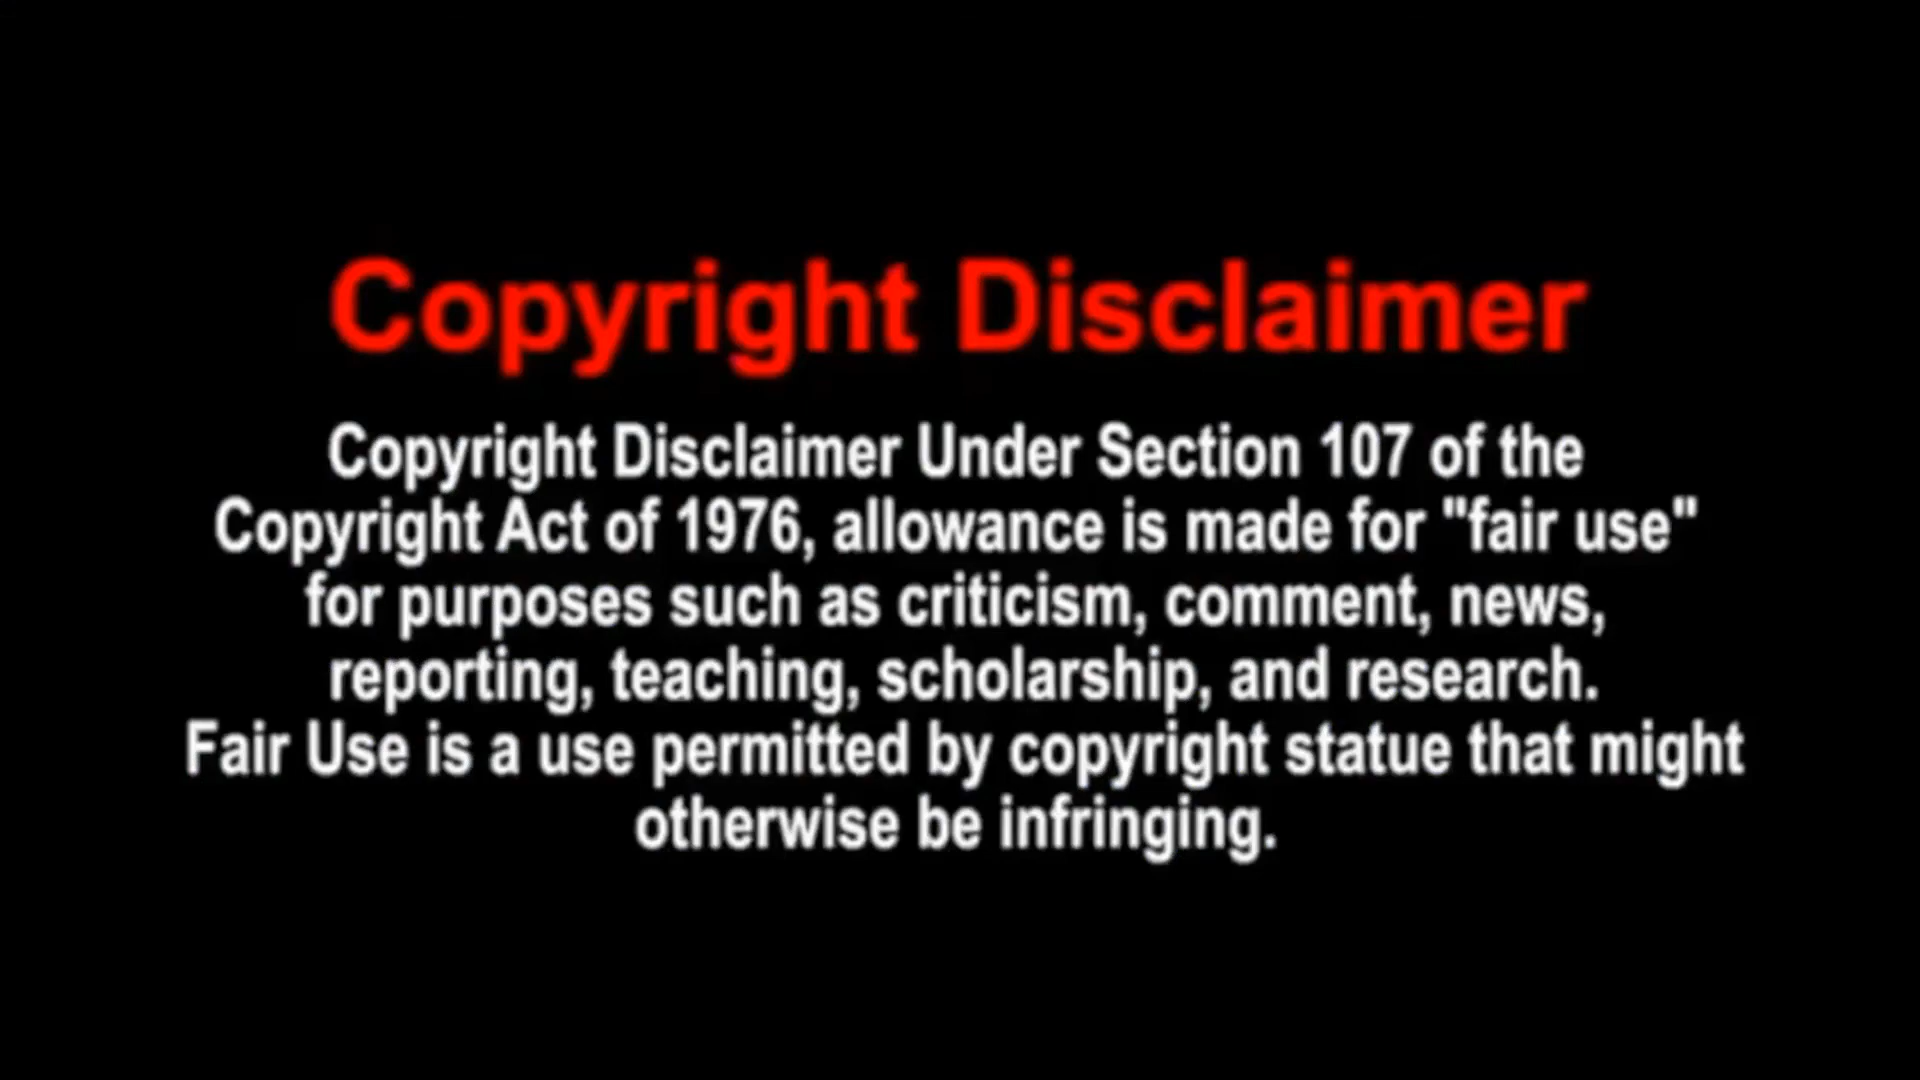 Copyright Disclaimer
Copyright Disclaimer Under Section 107 of the
Copyright Act of 1976, allowance is made for "fair use"
for purposes such as criticism, comment, news,
reporting, teaching, scholarship, and research.
Fair Use is a use permitted by copyright statue that might
otherwise be infringing.